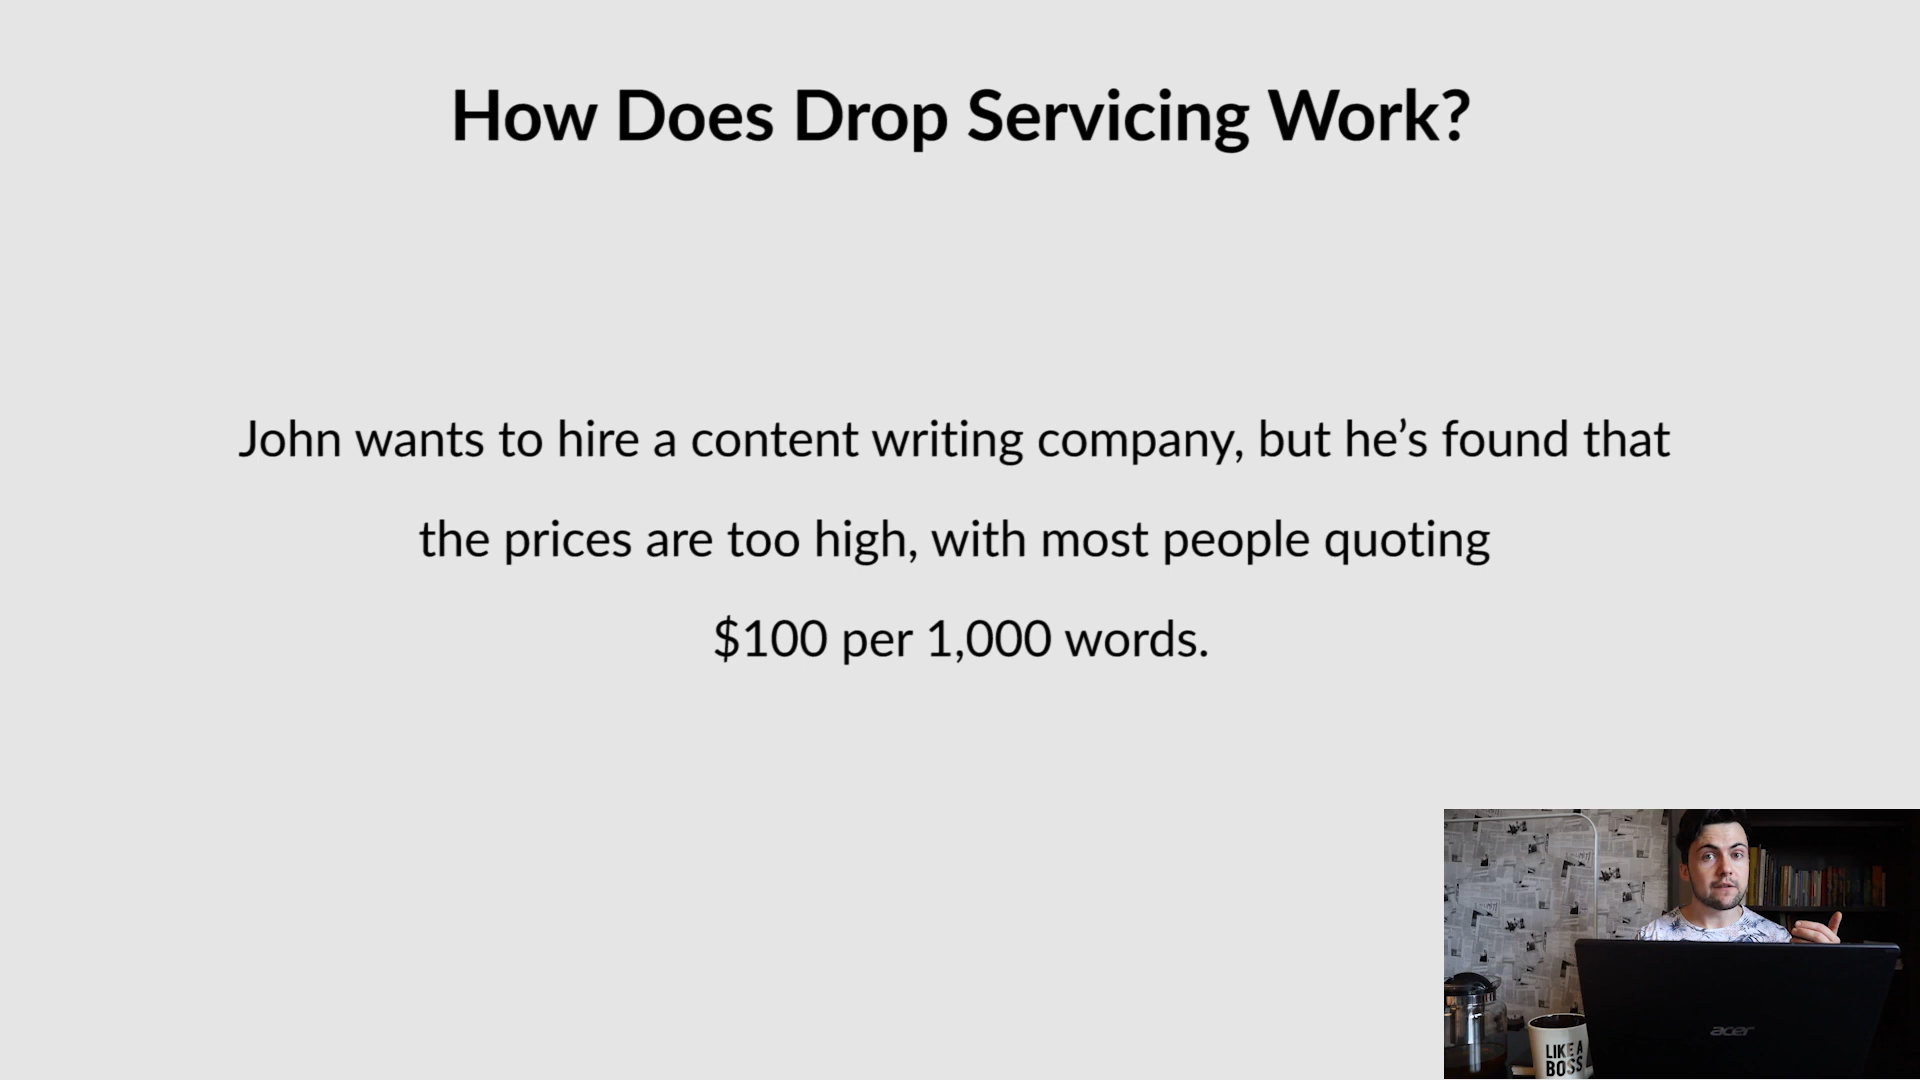 How Does Drop Servicing Work?
John wants to hire a content writing company, but he’s found that
the prices are too high, with most people quoting
$100 per 1,000 words.
acer
LIKE A
BOSS